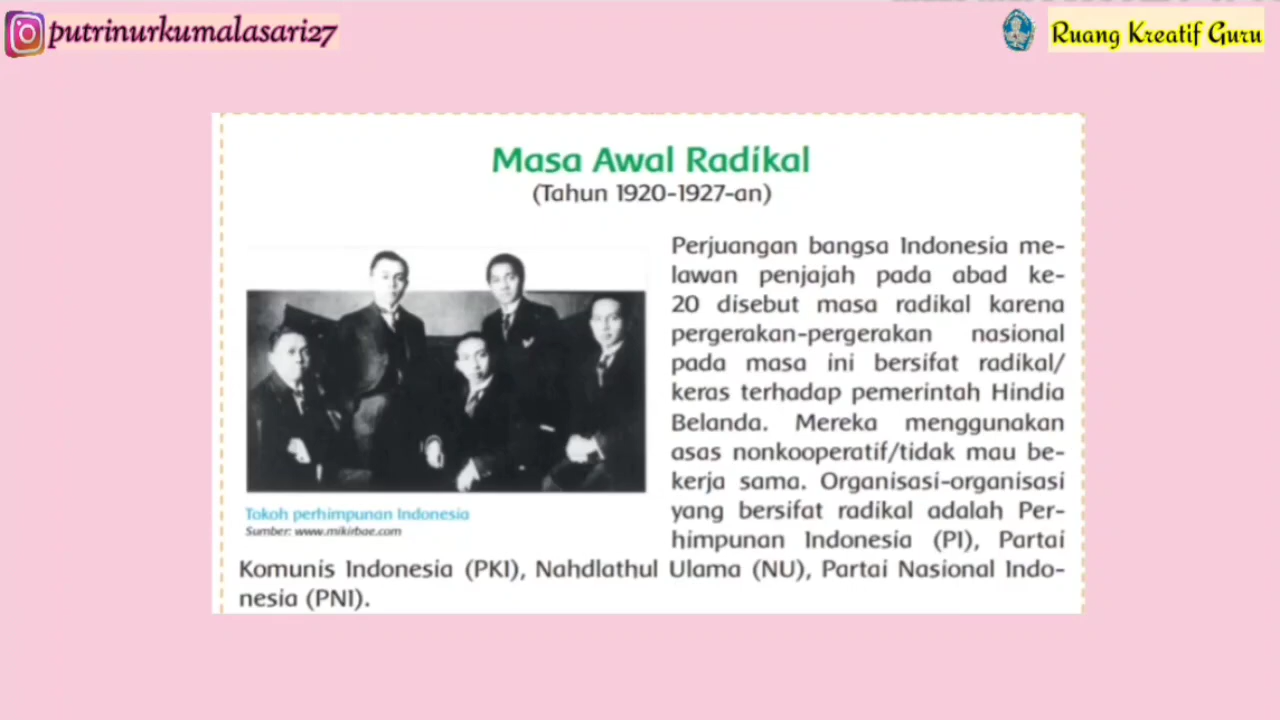 putrinurkumalasari27
Ruang Kreatif Guru
Masa Awal Radikal
(Tahun 1920-1927-an)
Perjuangan bangsa Indonesia me-
lawan penjajah pada abad ke-
20 disebut masa radikal karena
pergerakan-pergerakan nasional
pada masa ini bersifat radikal/
keras terhadap pemerintah Hindia
Belanda. Mereka menggunakan
asas nonkooperatif/tidak mau be-
kerja sama. Organisasi-organisasi
yang bersifat radikal adalah Per-
himpunan Indonesia (PI), Partai
Komunis Indonesia (PKI), Nahdlathul Ulama (NU), Partai Nasional Indo-
nesia (PNI).
Tokoh perhimpunan Indonesia
Sumber: www.mikirbae.com